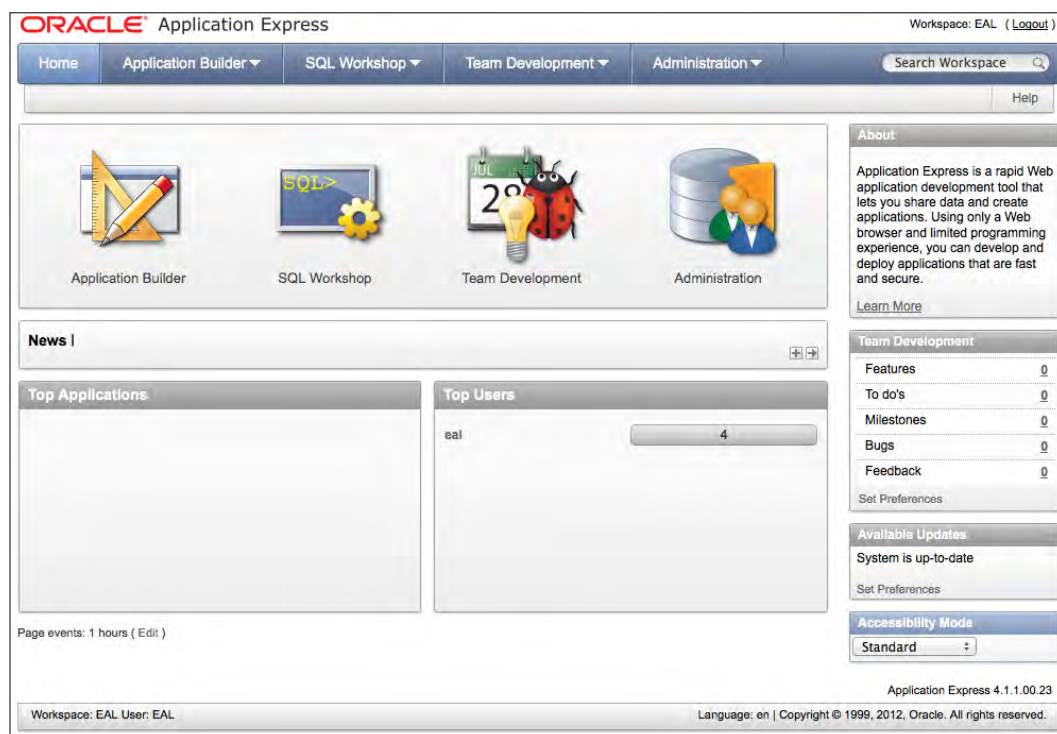 ORACLE® Application Express
Workspace: EAL ( Logout )
Home Application Builder SQL Workshop Team Development Administration Search Workspace
Help
JUL
28
SQL>
Application Builder SQL Workshop Team Development Administration
About
Application Express is a rapid Web
application development tool that
lets you share data and create
applications. Using only a Web
browser and limited programming
experience, you can develop and
deploy applications that are fast
and secure.
Learn More
News |
Top Applications
Top Users
eal 4
Team Development
Features 0
To do's 0
Milestones 0
Bugs 0
Feedback 0
Set Preferences
Available Updates
System is up-to-date
Set Preferences
Accessibility Mode
Standard
Page events: 1 hours ( Edit )
Application Express 4.1.1.00.23
Workspace: EAL User: EAL
Language: en | Copyright © 1999, 2012, Oracle. All rights reserved.